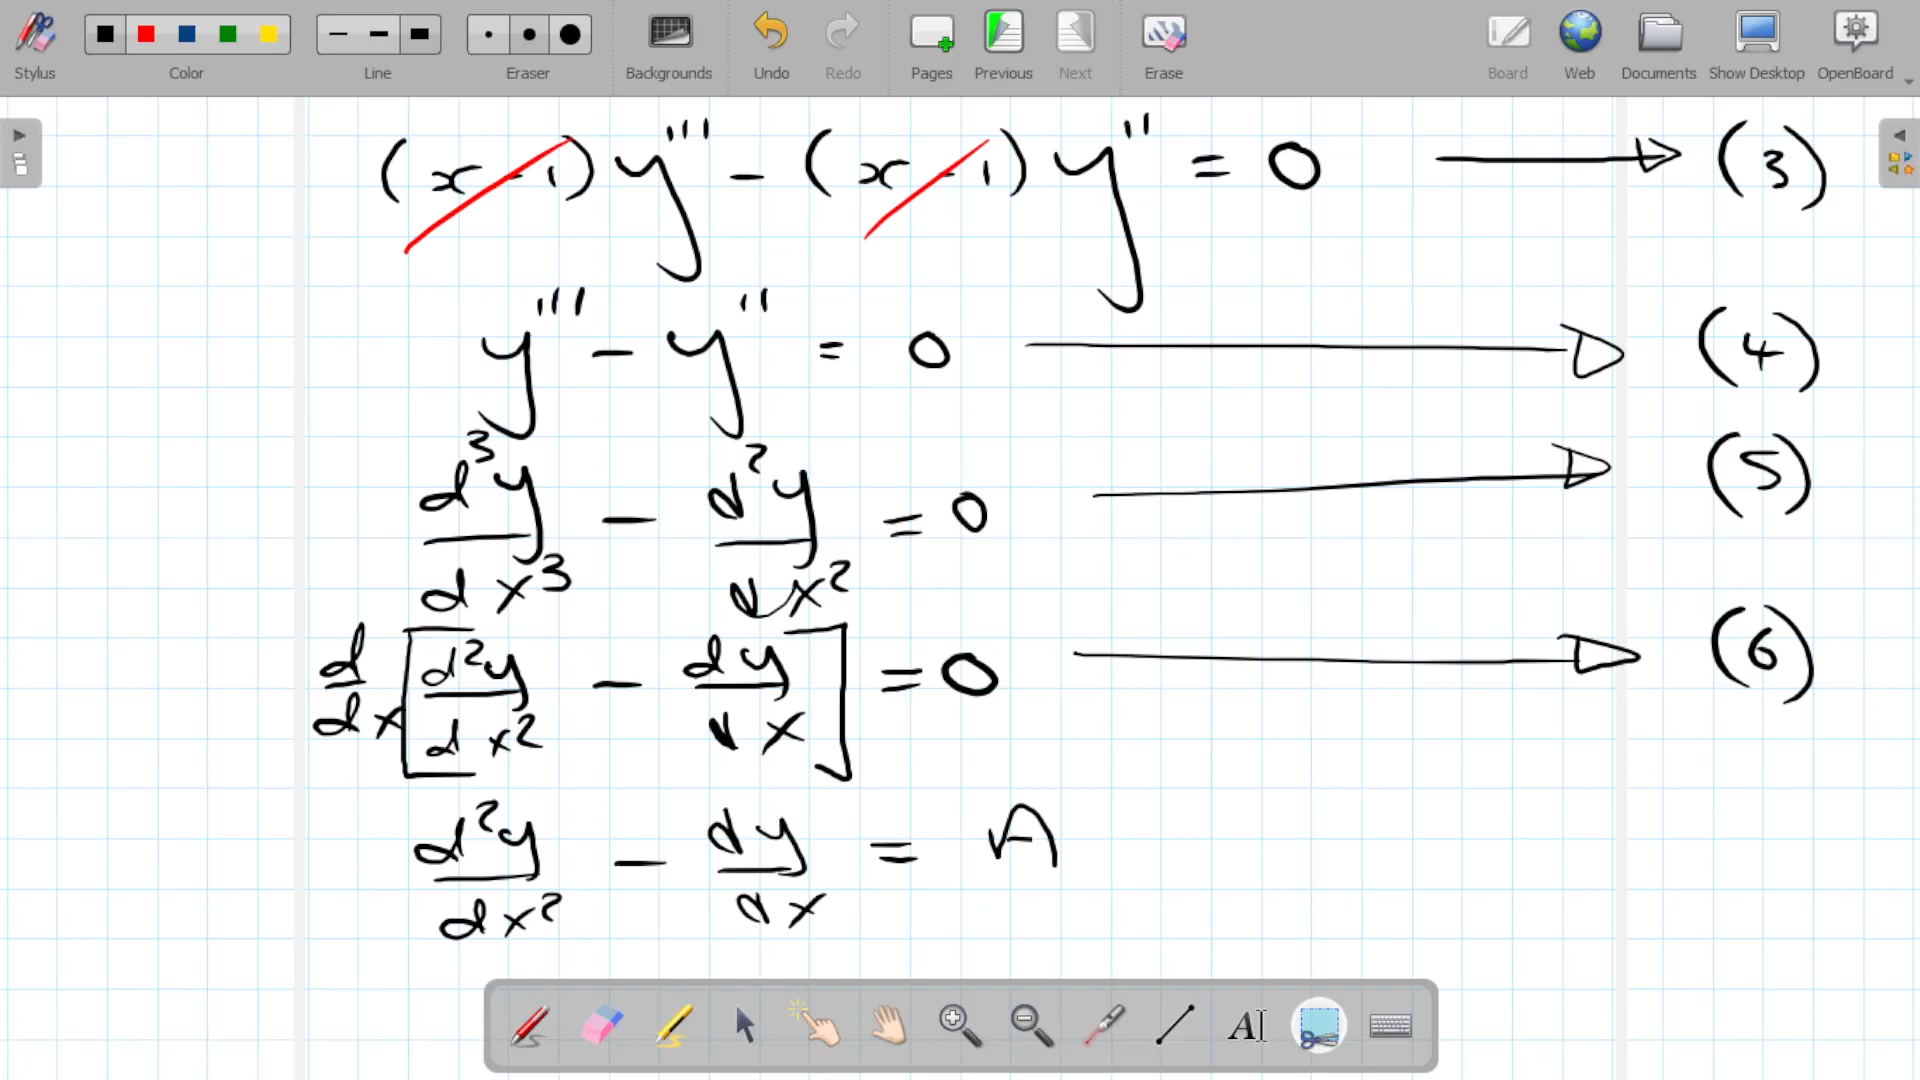 Stylus Color Line Eraser Backgrounds Undo Redo Pages Previous Next Erase Board Web Documents Show Desktop OpenBoard
(x-1) y''' - (x-1) y'' = 0 → (3)
y''' - y'' = 0 → (4)
d³y/dx³ - d²y/dx² = 0 → (5)
d/dx [d²y/dx² - dy/dx] = 0 → (6)
d²y/dx² - dy/dx = A